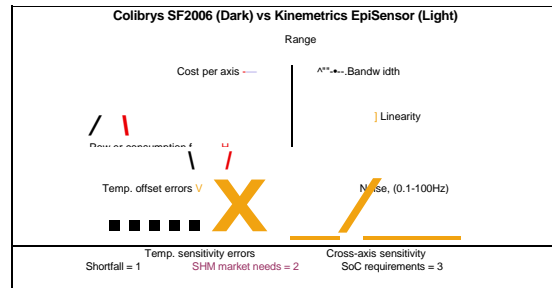 Colibrys SF2006 (Dark) vs Kinemetrics EpiSensor (Light)
Range
Cost per axis
Bandw idth
Linearity
Temp. offset errors
Noise, (0.1-100Hz)
Temp. sensitivity errors
Cross-axis sensitivity
Shortfall = 1
SHM market needs = 2
SoC requirements = 3